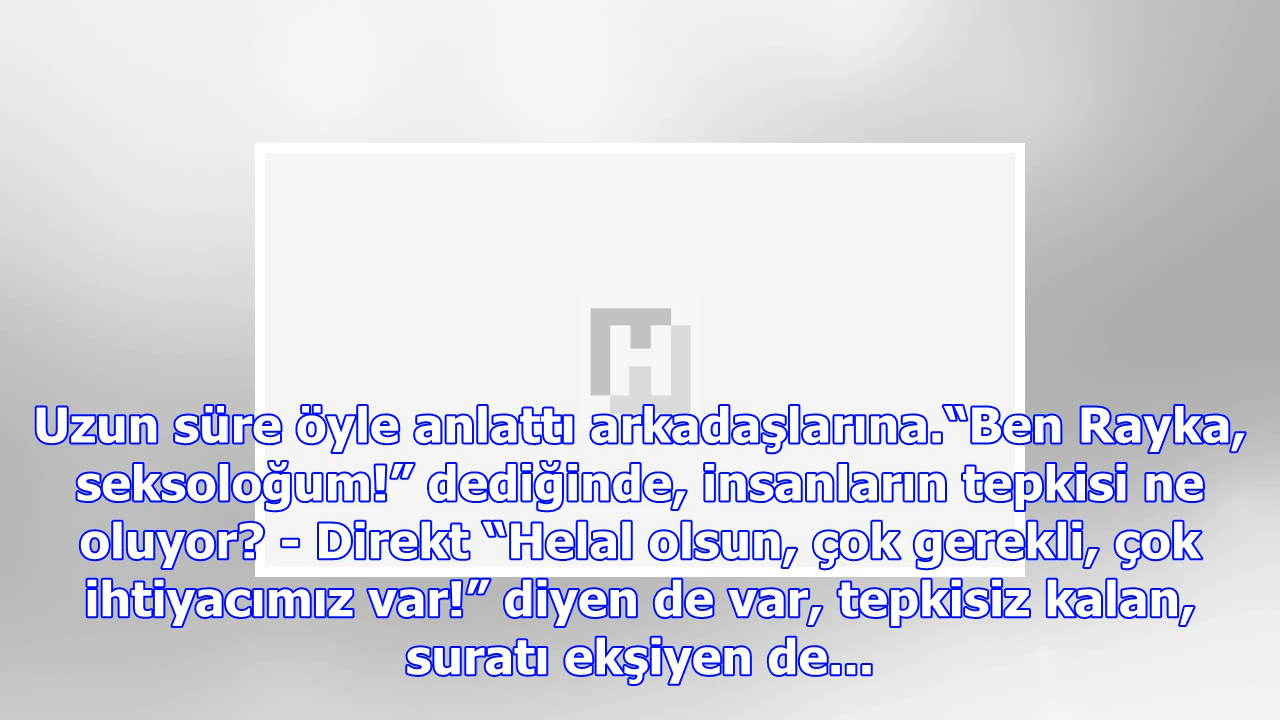 Uzun süre öyle anlattı arkadaşlarına.“Ben Rayka,
seksoloğum!” dediğinde, insanların tepkisi ne
oluyor? - Direkt “Helal olsun, çok gerekli, çok
ihtiyacımız var!” diyen de var, tepkisiz kalan,
suratı ekşiyen de...